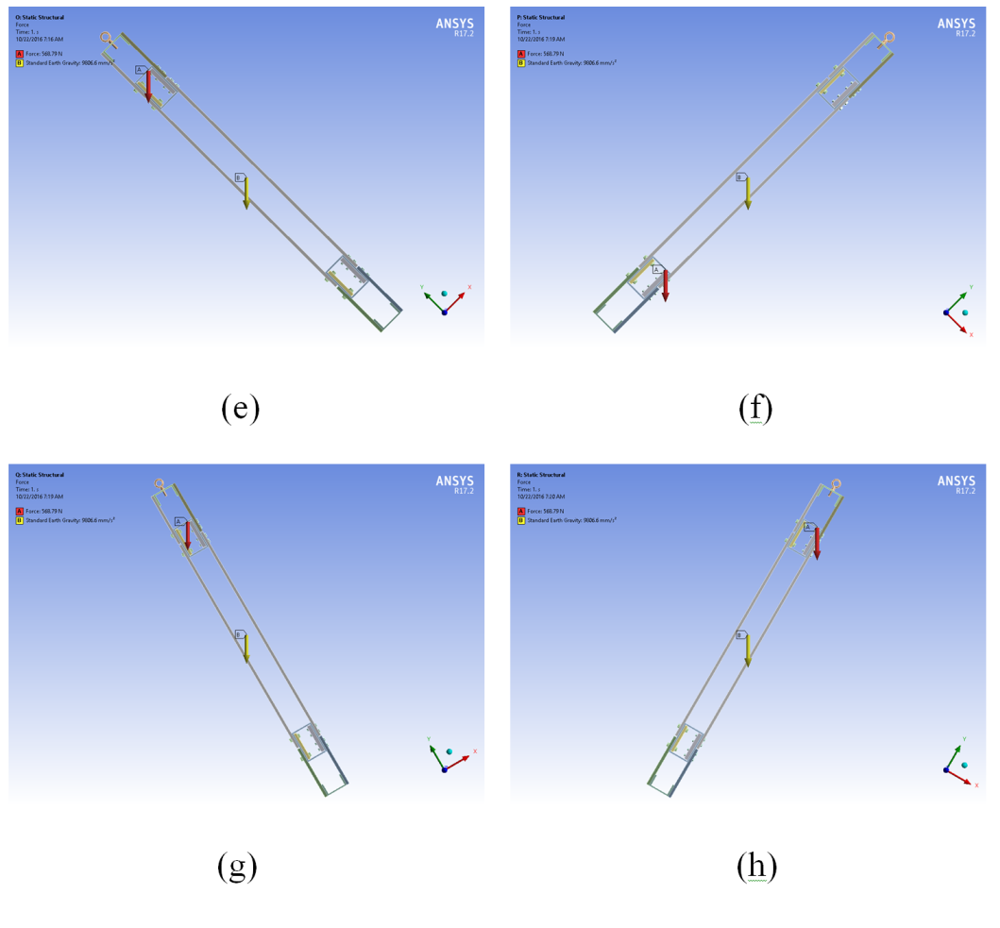 O: Static Structural
Force
Time: 1. s
10/22/2016 7:16 AM
A Force: 568.79 N
B Standard Earth Gravity: 9806.6 mm/s²
ANSYS
R17.2
A
B
Y
X
P: Static Structural
Force
Time: 1. s
10/22/2016 7:19 AM
A Force: 568.79 N
B Standard Earth Gravity: 9806.6 mm/s²
ANSYS
R17.2
B
A
Y
X
(e)
(f)
Q: Static Structural
Force
Time: 1. s
10/22/2016 7:19 AM
A Force: 568.79 N
B Standard Earth Gravity: 9806.6 mm/s²
ANSYS
R17.2
A
B
Y
X
R: Static Structural
Force
Time: 1. s
10/22/2016 7:20 AM
A Force: 568.79 N
B Standard Earth Gravity: 9806.6 mm/s²
ANSYS
R17.2
A
B
Y
X
(g)
(h)